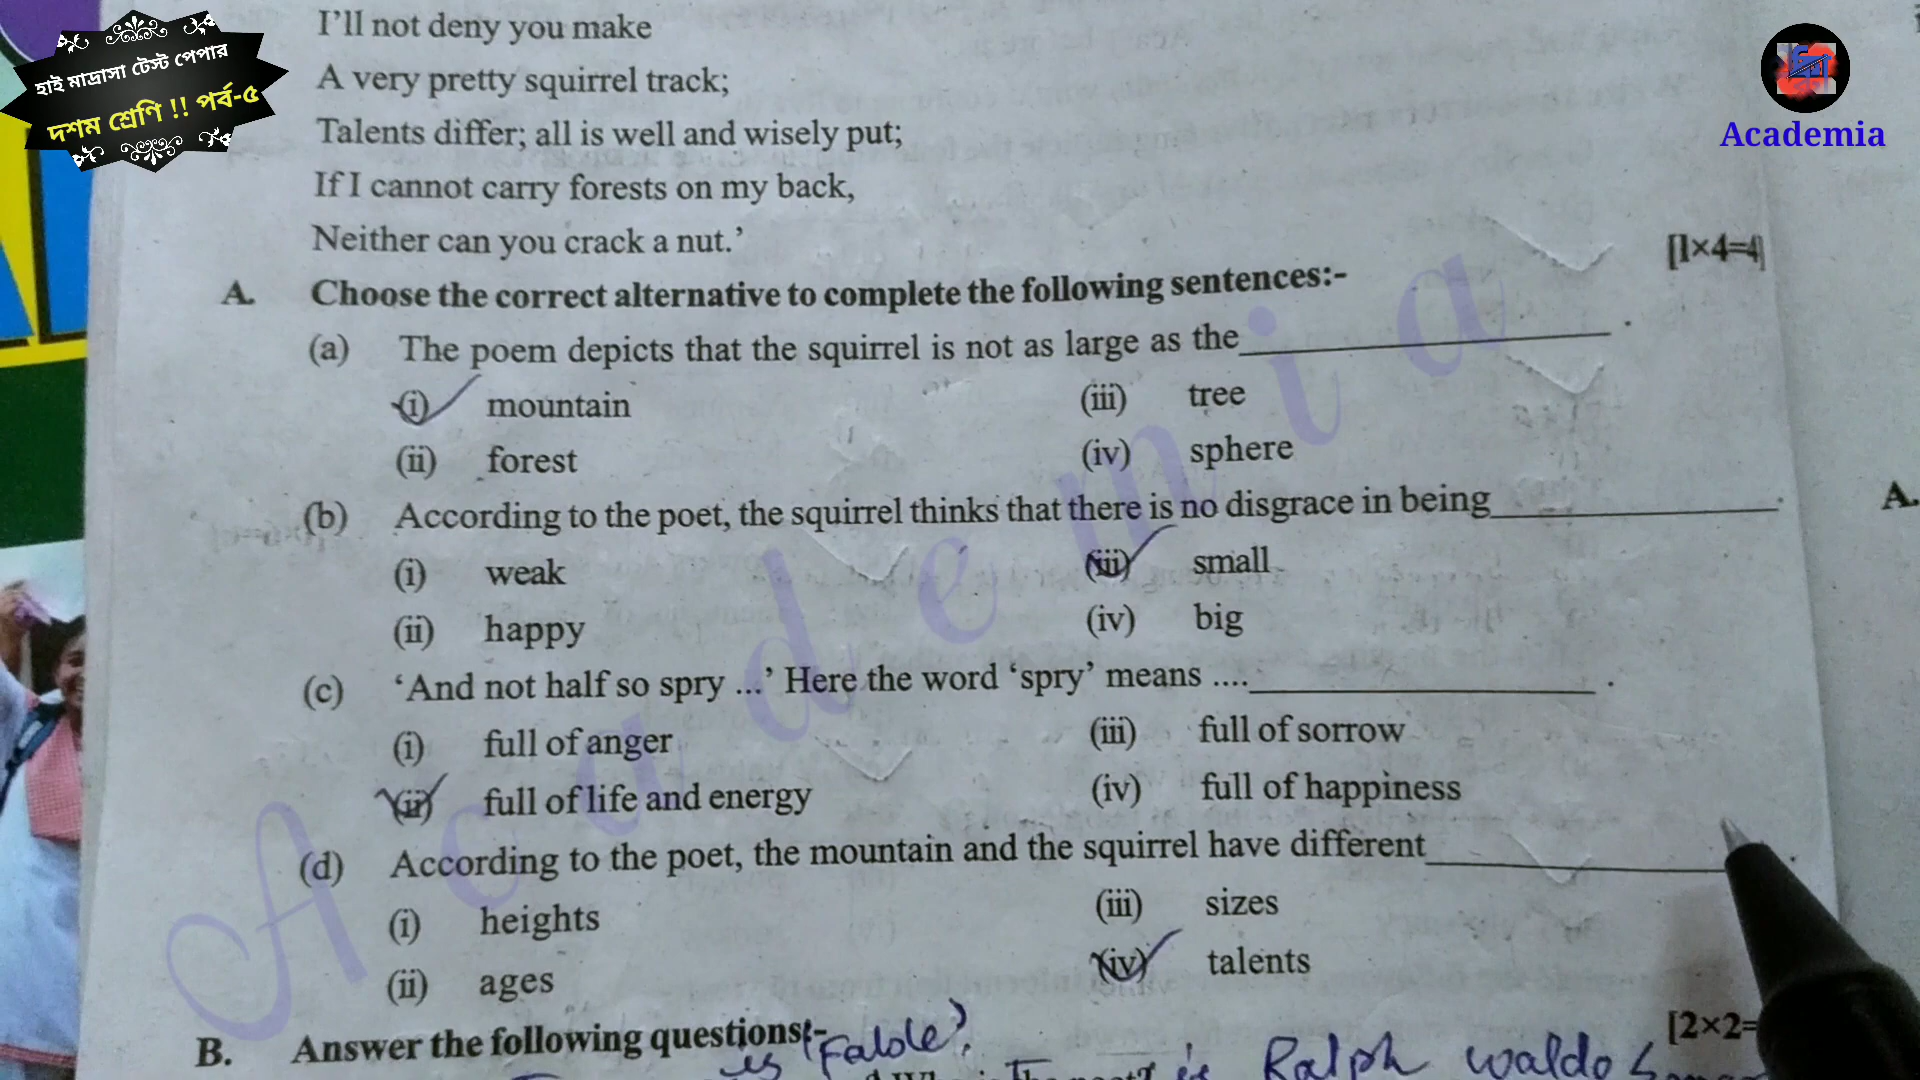 হাই মাদ্রাসা টেস্ট পেপার
দশম শ্রেণি !! পর্ব-৫
Academia
I'll not deny you make
A very pretty squirrel track;
Talents differ; all is well and wisely put;
If I cannot carry forests on my back,
Neither can you crack a nut.'
[1×4=4]
A. Choose the correct alternative to complete the following sentences:-
(a) The poem depicts that the squirrel is not as large as the______________.
(i) mountain (iii) tree
(ii) forest (iv) sphere
(b) According to the poet, the squirrel thinks that there is no disgrace in being______________.
(i) weak (iii) small
(ii) happy (iv) big
(c) 'And not half so spry ...' Here the word 'spry' means ....______________.
(i) full of anger (iii) full of sorrow
(ii) full of life and energy (iv) full of happiness
(d) According to the poet, the mountain and the squirrel have different______________.
(i) heights (iii) sizes
(ii) ages (iv) talents
B. Answer the following questions:- [2×2=
is 'Fable'.
is Ralph waldo
A.
Academia